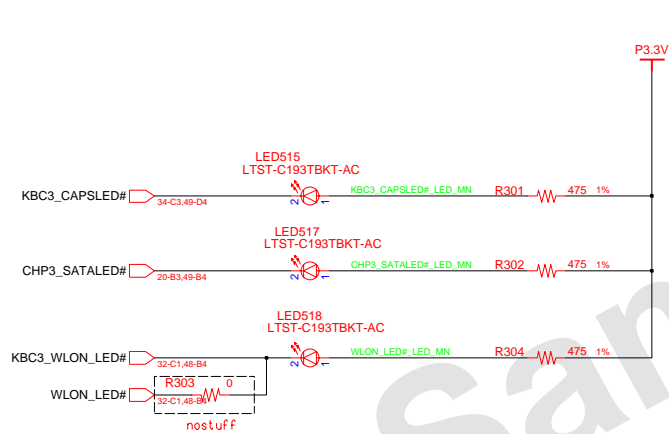 P3.3V
LED515
LTST-C193TBKT-AC
KBC3_CAPSLED#
34-C3,49-D4
2
1
KBC3_CAPSLED#_LED_MN
R301
475 1%
LED517
LTST-C193TBKT-AC
CHP3_SATALED#
20-B3,49-B4
2
1
CHP3_SATALED#_LED_MN
R302
475 1%
LED518
LTST-C193TBKT-AC
KBC3_WLON_LED#
32-C1,48-B4
2
1
WLON_LED#_LED_MN
R304
475 1%
WLON_LED#
32-C1,48-B4
R303
0
nostuff
Sam